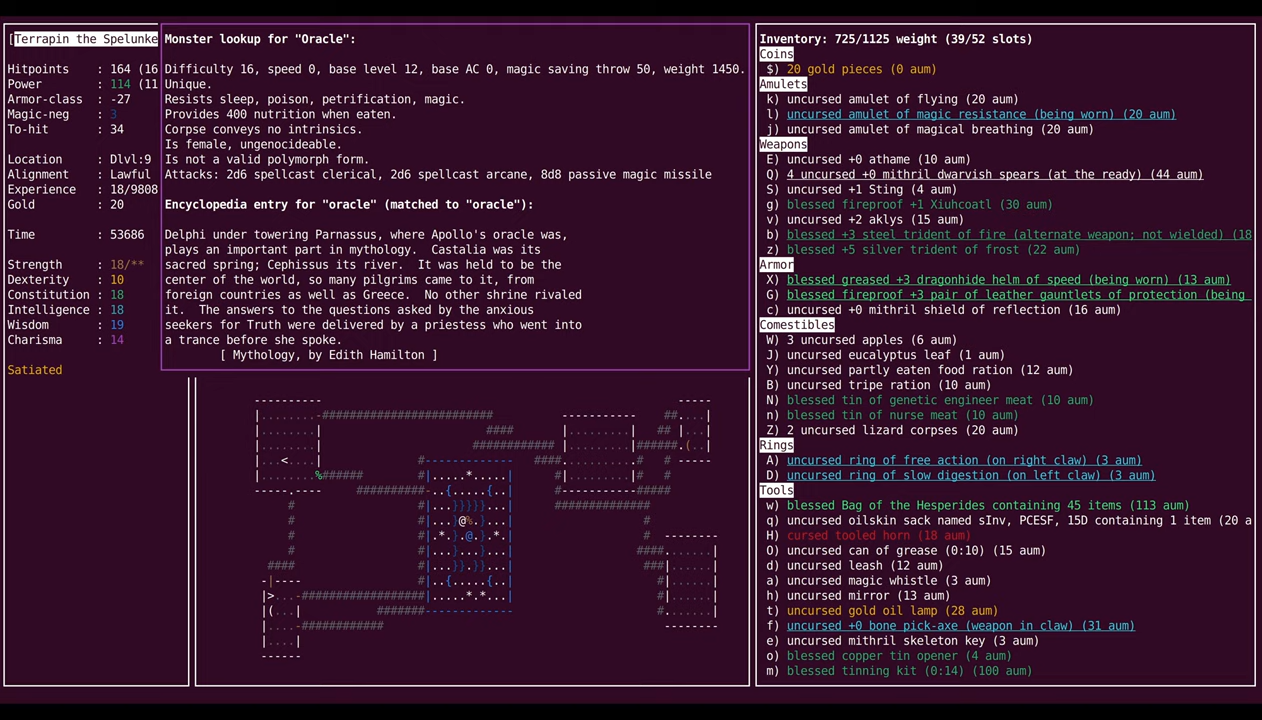 [Terrapin the Spelunke
Hitpoints : 164 (16
Power : 114 (11
Armor-class : -27
Magic-neg : 3
To-hit : 34
Location : Dlvl:9
Alignment : Lawful
Experience : 18/9808
Gold : 20
Time : 53686
Strength : 18/**
Dexterity : 10
Constitution : 18
Intelligence : 18
Wisdom : 19
Charisma : 14
Satiated
Monster lookup for "Oracle":
Difficulty 16, speed 0, base level 12, base AC 0, magic saving throw 50, weight 1450.
Unique.
Resists sleep, poison, petrification, magic.
Provides 400 nutrition when eaten.
Corpse conveys no intrinsics.
Is female, ungenocideable.
Is not a valid polymorph form.
Attacks: 2d6 spellcast clerical, 2d6 spellcast arcane, 8d8 passive magic missile
Encyclopedia entry for "oracle" (matched to "oracle"):
Delphi under towering Parnassus, where Apollo's oracle was,
plays an important part in mythology. Castalia was its
sacred spring; Cephissus its river. It was held to be the
center of the world, so many pilgrims came to it, from
foreign countries as well as Greece. No other shrine rivaled
it. The answers to the questions asked by the anxious
seekers for Truth were delivered by a priestess who went into
a trance before she spoke.
[ Mythology, by Edith Hamilton ]
Inventory: 725/1125 weight (39/52 slots)
Coins
$) 20 gold pieces (0 aum)
Amulets
k) uncursed amulet of flying (20 aum)
l) uncursed amulet of magic resistance (being worn) (20 aum)
j) uncursed amulet of magical breathing (20 aum)
Weapons
E) uncursed +0 athame (10 aum)
Q) 4 uncursed +0 mithril dwarvish spears (at the ready) (44 aum)
S) uncursed +1 Sting (4 aum)
g) blessed fireproof +1 Xiuhcoatl (30 aum)
v) uncursed +2 aklys (15 aum)
b) blessed +3 steel trident of fire (alternate weapon; not wielded) (18
z) blessed +5 silver trident of frost (22 aum)
Armor
X) blessed greased +3 dragonhide helm of speed (being worn) (13 aum)
G) blessed fireproof +3 pair of leather gauntlets of protection (being
c) uncursed +0 mithril shield of reflection (16 aum)
Comestibles
W) 3 uncursed apples (6 aum)
J) uncursed eucalyptus leaf (1 aum)
Y) uncursed partly eaten food ration (12 aum)
B) uncursed tripe ration (10 aum)
N) blessed tin of genetic engineer meat (10 aum)
n) blessed tin of nurse meat (10 aum)
Z) 2 uncursed lizard corpses (20 aum)
Rings
A) uncursed ring of free action (on right claw) (3 aum)
D) uncursed ring of slow digestion (on left claw) (3 aum)
Tools
w) blessed Bag of the Hesperides containing 45 items (113 aum)
q) uncursed oilskin sack named sInv, PCESF, 15D containing 1 item (20 a
H) cursed tooled horn (18 aum)
O) uncursed can of grease (0:10) (15 aum)
d) uncursed leash (12 aum)
a) uncursed magic whistle (3 aum)
h) uncursed mirror (13 aum)
t) uncursed gold oil lamp (28 aum)
f) uncursed +0 bone pick-axe (weapon in claw) (31 aum)
e) uncursed mithril skeleton key (3 aum)
o) blessed copper tin opener (4 aum)
m) blessed tinning kit (0:14) (100 aum)